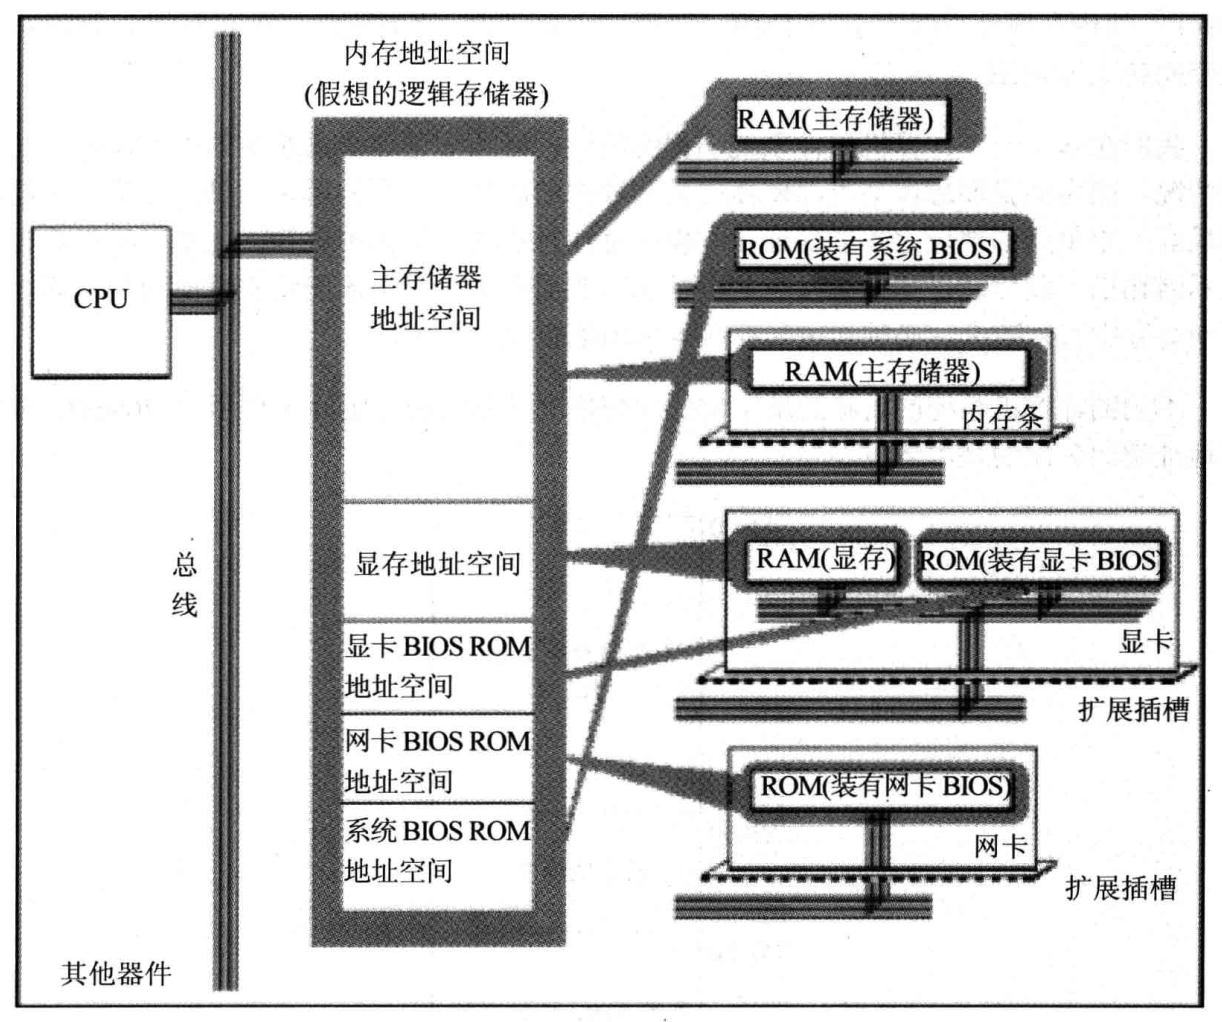 内存地址空间
(假想的逻辑存储器)
CPU
总
线
其他器件
主存储器
地址空间
显存地址空间
显卡 BIOS ROM
地址空间
网卡 BIOS ROM
地址空间
系统 BIOS ROM
地址空间
RAM(主存储器)
ROM(装有系统 BIOS)
RAM(主存储器)
内存条
RAM(显存)
ROM(装有显卡 BIOS)
显卡
扩展插槽
ROM(装有网卡 BIOS)
网卡
扩展插槽